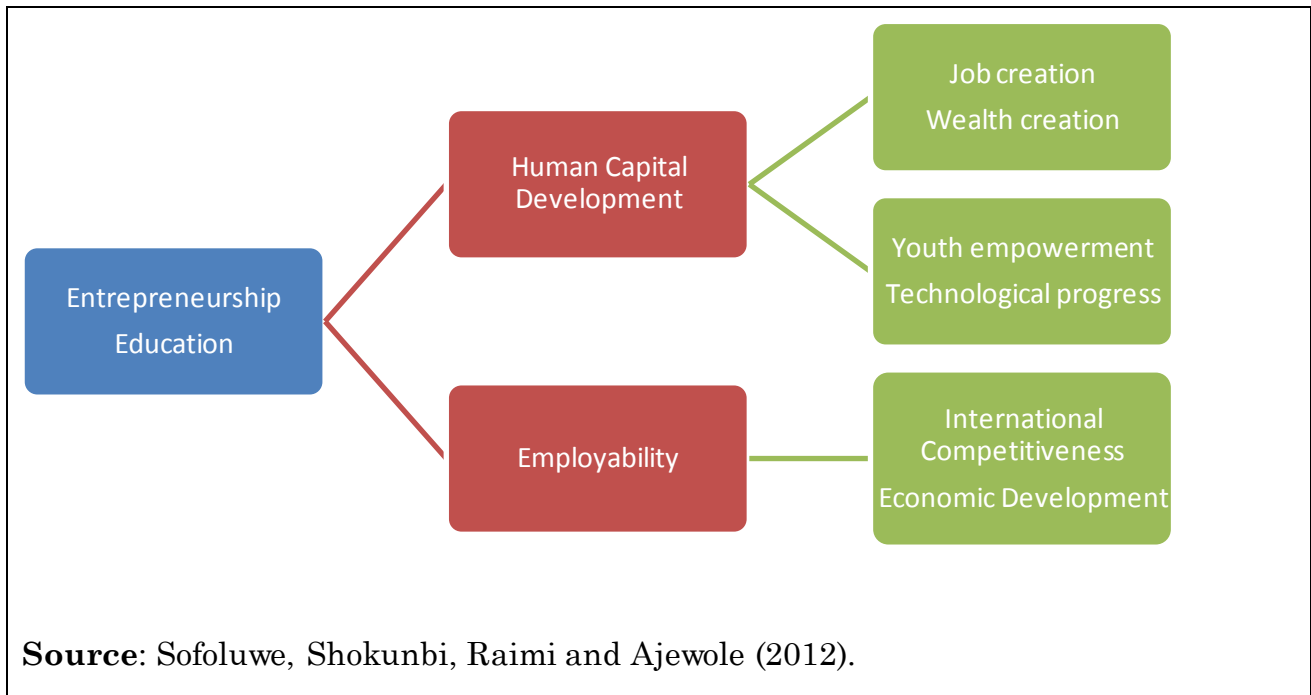 Entrepreneurship
Education
Human Capital
Development
Employability
Job creation
Wealth creation
Youth empowerment
Technological progress
International
Competitiveness
Economic Development
Source: Sofoluwe, Shokunbi, Raimi and Ajewole (2012).